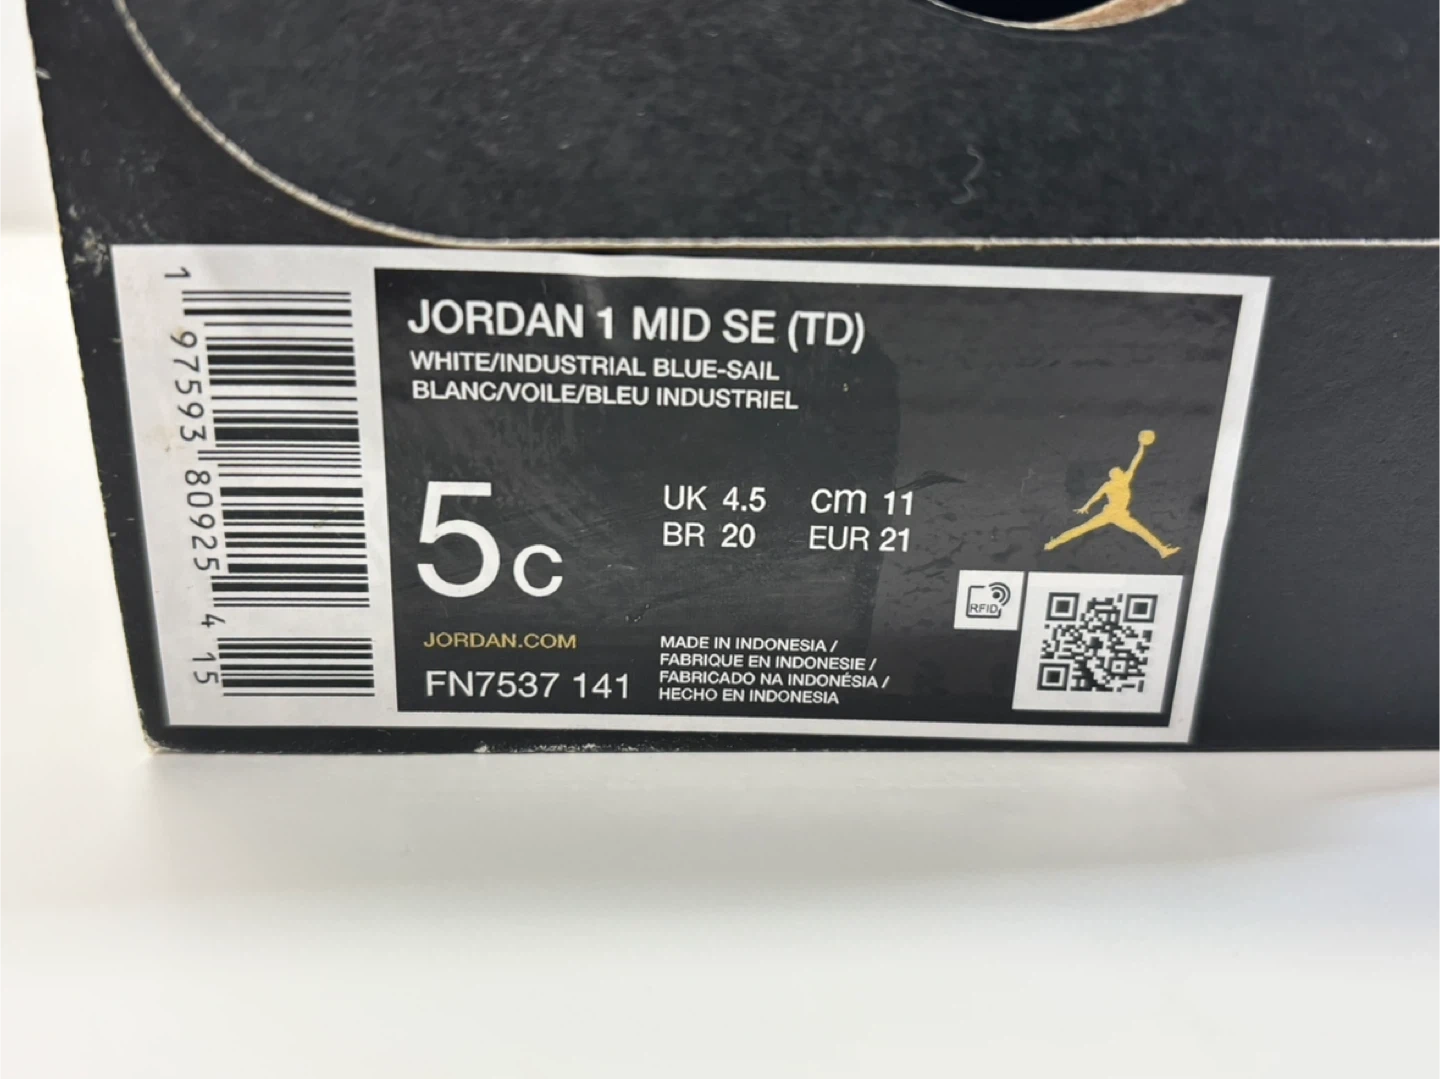 JORDAN 1 MID SE (TD)
WHITE/INDUSTRIAL BLUE-SAIL
BLANC/VOILE/BLEU INDUSTRIEL
5c
UK 4.5 cm 11
BR 20 EUR 21
RFID
JORDAN.COM
FN7537 141
MADE IN INDONESIA /
FABRIQUE EN INDONESIE /
FABRICADO NA INDONÉSIA /
HECHO EN INDONESIA
1 97593 80925 4 15